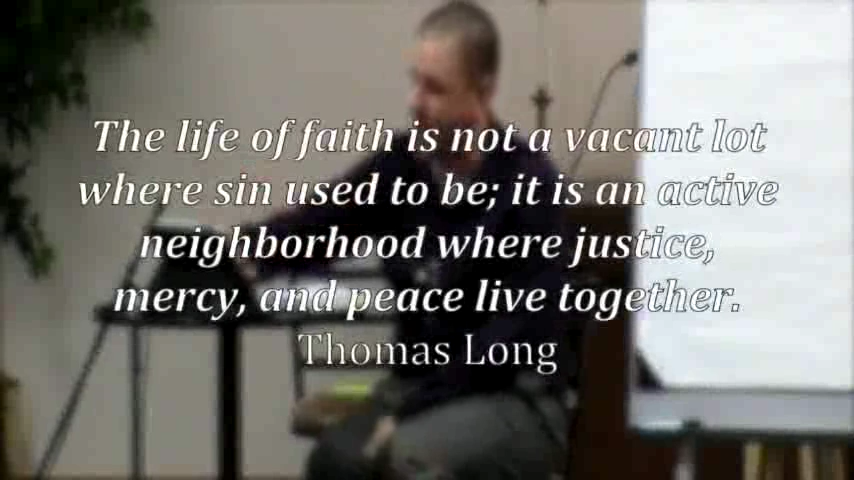 The life of faith is not a vacant lot
where sin used to be; it is an active
neighborhood where justice,
mercy, and peace live together.
Thomas Long